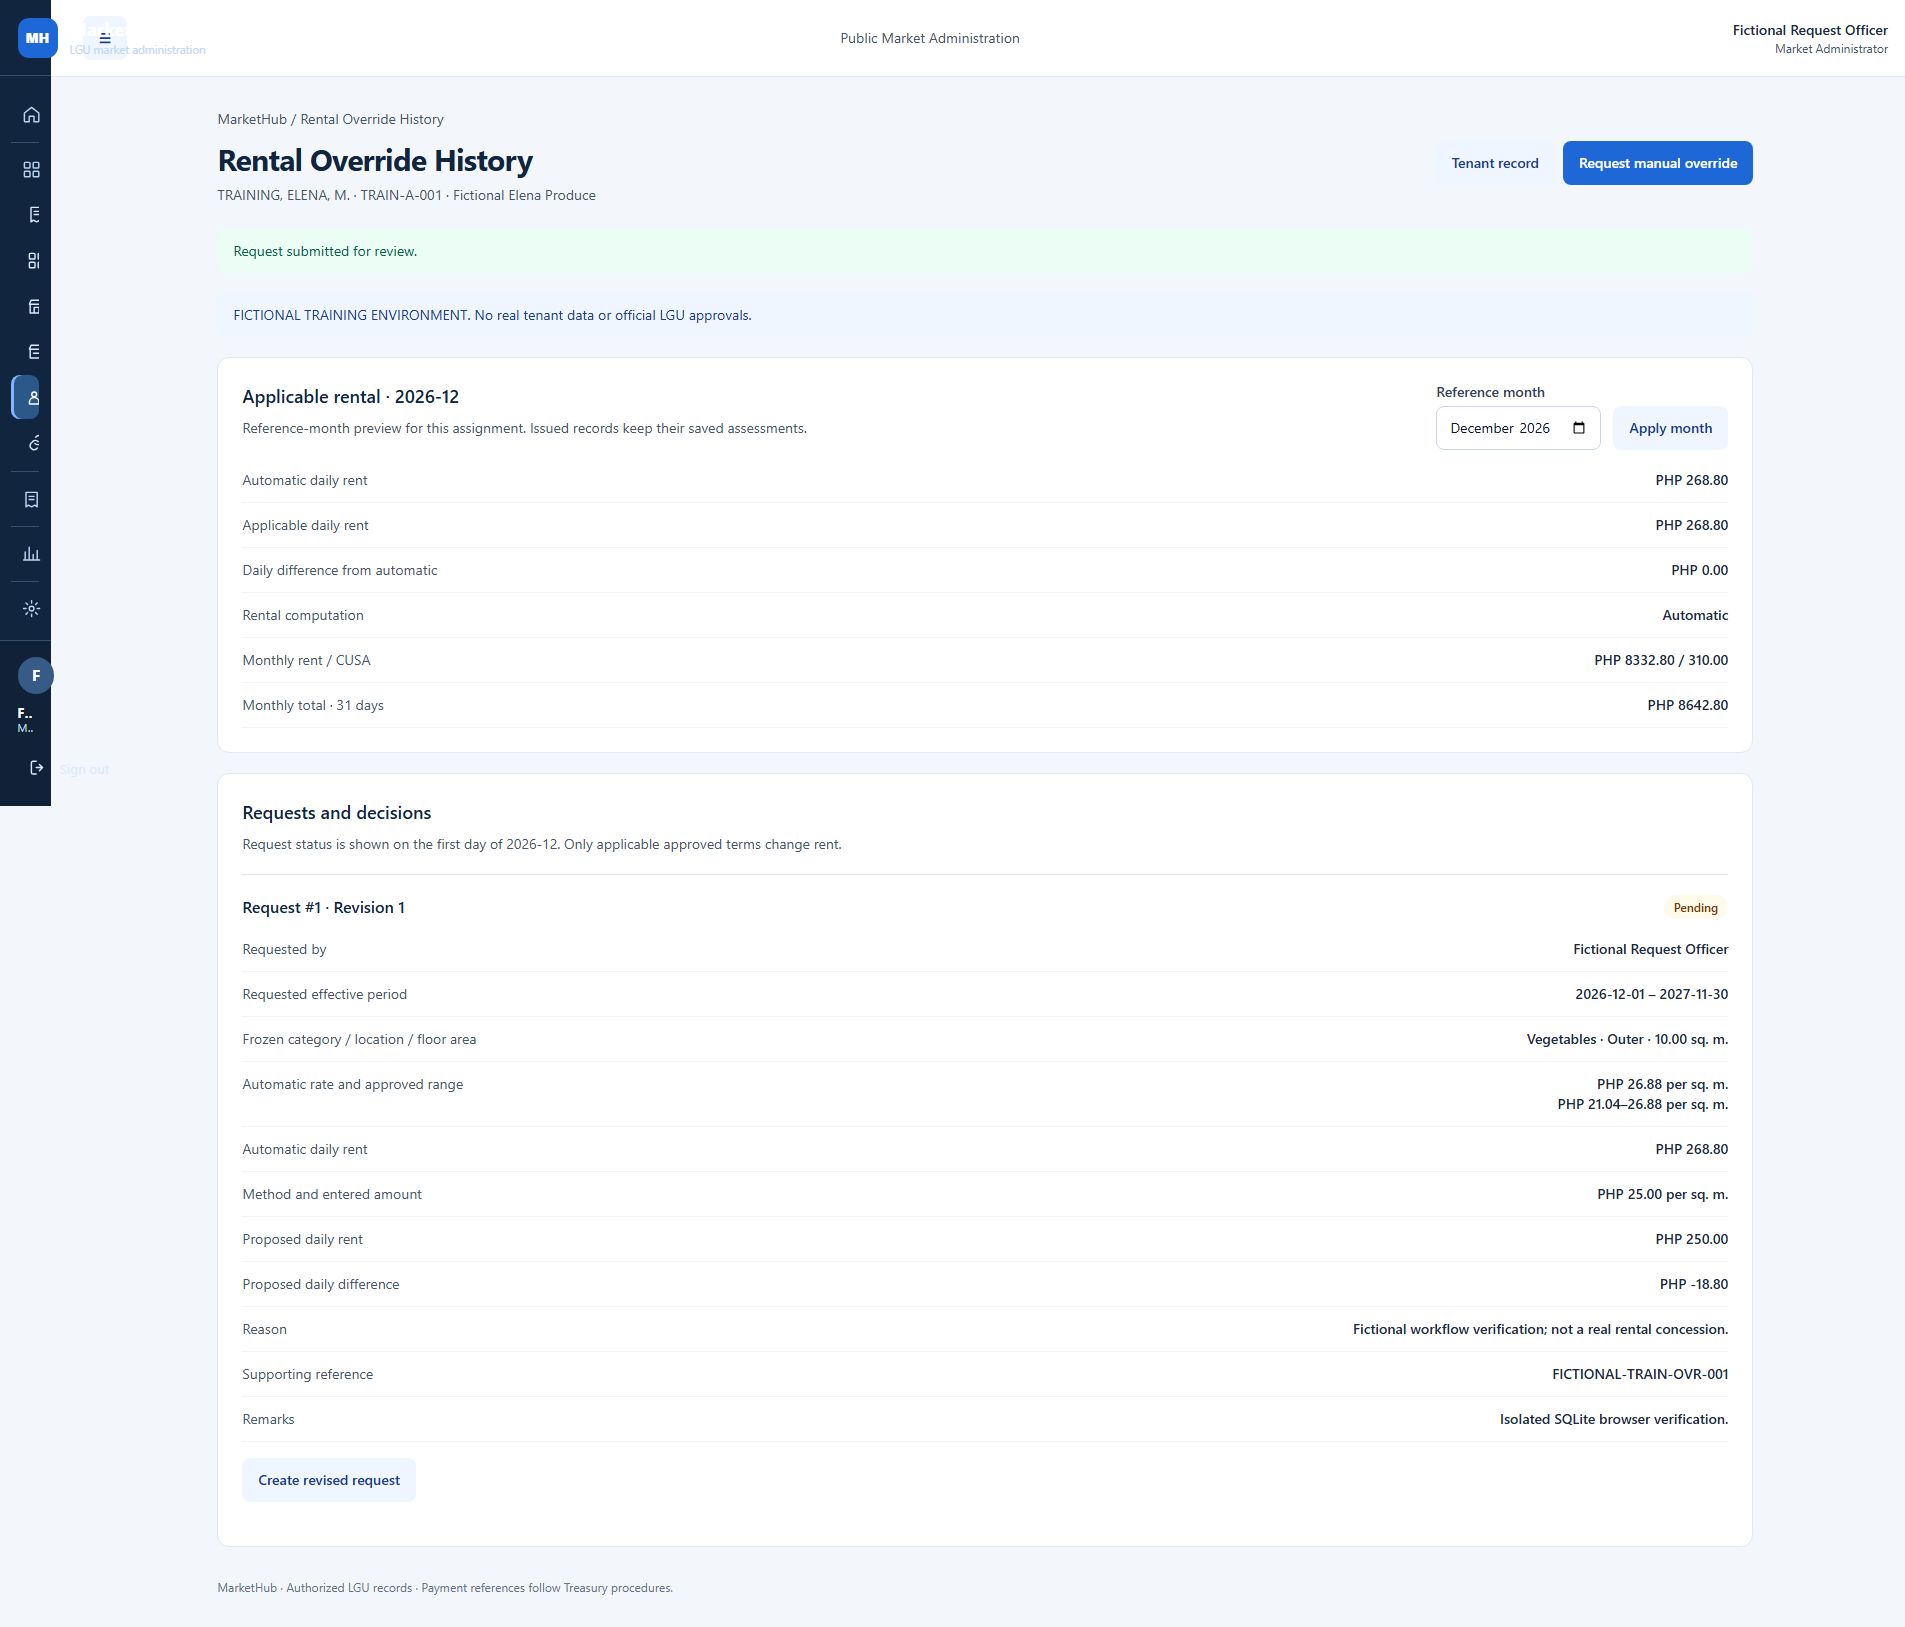 MH
LGU market administration
Public Market Administration
Fictional Request Officer
Market Administrator
MarketHub / Rental Override History
Rental Override History
TRAINING, ELENA, M. · TRAIN-A-001 · Fictional Elena Produce
Tenant record
Request manual override
Request submitted for review.
FICTIONAL TRAINING ENVIRONMENT. No real tenant data or official LGU approvals.
Applicable rental · 2026-12
Reference-month preview for this assignment. Issued records keep their saved assessments.
Reference month
December 2026
Apply month
Automatic daily rent PHP 268.80
Applicable daily rent PHP 268.80
Daily difference from automatic PHP 0.00
Rental computation Automatic
Monthly rent / CUSA PHP 8332.80 / 310.00
Monthly total · 31 days PHP 8642.80
F
F..
M..
Sign out
Requests and decisions
Request status is shown on the first day of 2026-12. Only applicable approved terms change rent.
Request #1 · Revision 1 Pending
Requested by Fictional Request Officer
Requested effective period 2026-12-01 – 2027-11-30
Frozen category / location / floor area Vegetables · Outer · 10.00 sq. m.
Automatic rate and approved range PHP 26.88 per sq. m.
PHP 21.04–26.88 per sq. m.
Automatic daily rent PHP 268.80
Method and entered amount PHP 25.00 per sq. m.
Proposed daily rent PHP 250.00
Proposed daily difference PHP -18.80
Reason Fictional workflow verification; not a real rental concession.
Supporting reference FICTIONAL-TRAIN-OVR-001
Remarks Isolated SQLite browser verification.
Create revised request
MarketHub · Authorized LGU records · Payment references follow Treasury procedures.